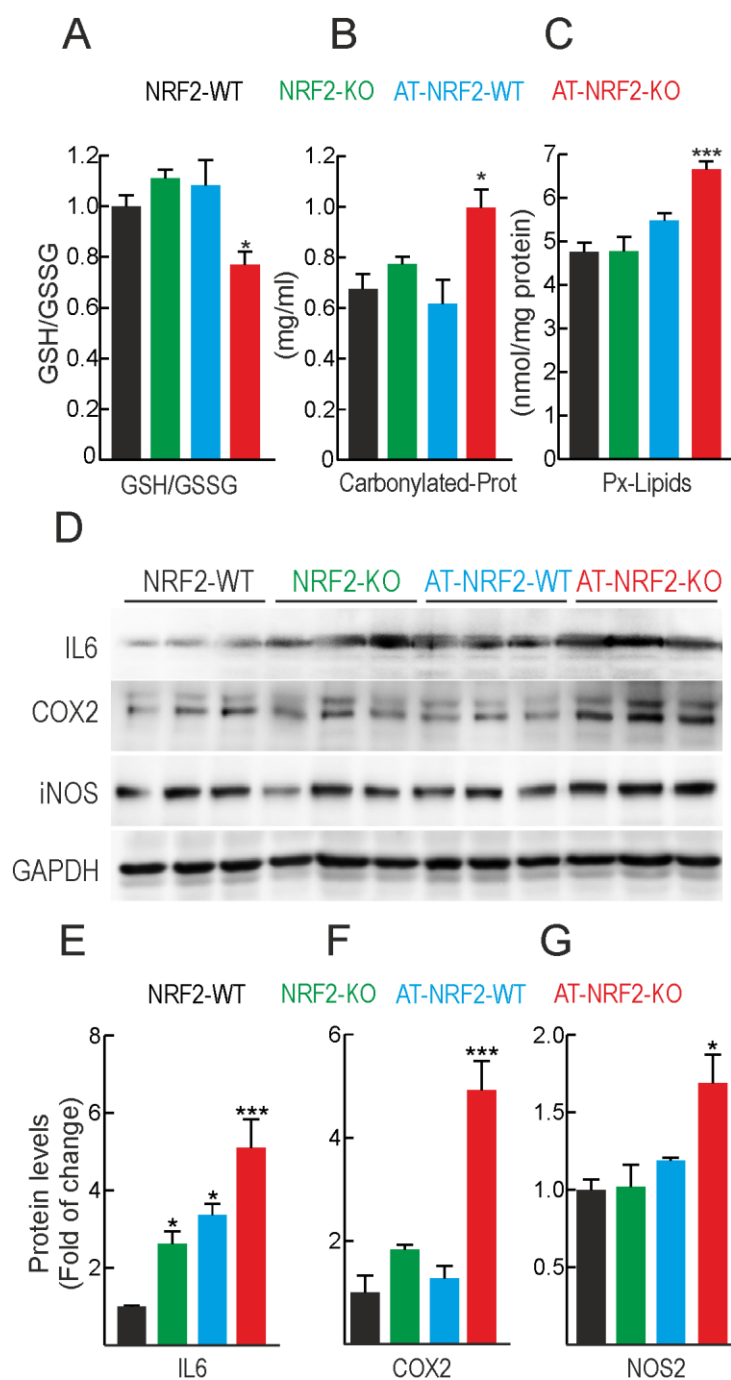 A B C
NRF2-WT NRF2-KO AT-NRF2-WT AT-NRF2-KO
GSH/GSSG
1.2
1.0
0.8
0.6
0.4
0.2
0
*
GSH/GSSG
(mg/ml)
1.2
1.0
0.8
0.6
0.4
0.2
0
*
Carbonylated-Prot
(nmol/mg protein)
7
6
5
4
3
2
1
0
***
Px-Lipids
D
NRF2-WT NRF2-KO AT-NRF2-WT AT-NRF2-KO
IL6
COX2
iNOS
GAPDH
E F G
NRF2-WT NRF2-KO AT-NRF2-WT AT-NRF2-KO
Protein levels
(Fold of change)
8
6
4
2
*
*
***
IL6
6
4
2
***
COX2
2.0
1.5
1.0
0.5
*
NOS2